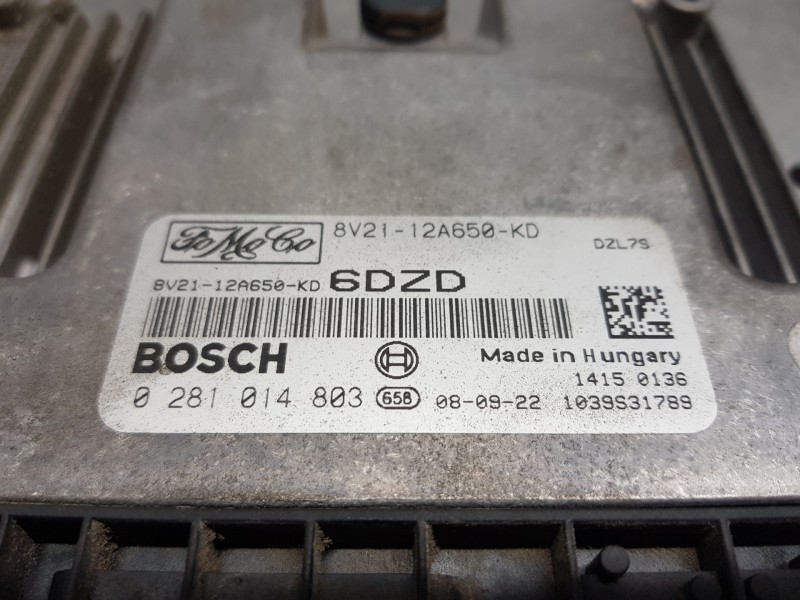 FoMoCo 8V21-12A650-KD
DZL7S
8V21-12A650-KD 6DZD
BOSCH
Made in Hungary
1415 0136
0 281 014 803 658 08-09-22 1039S31789